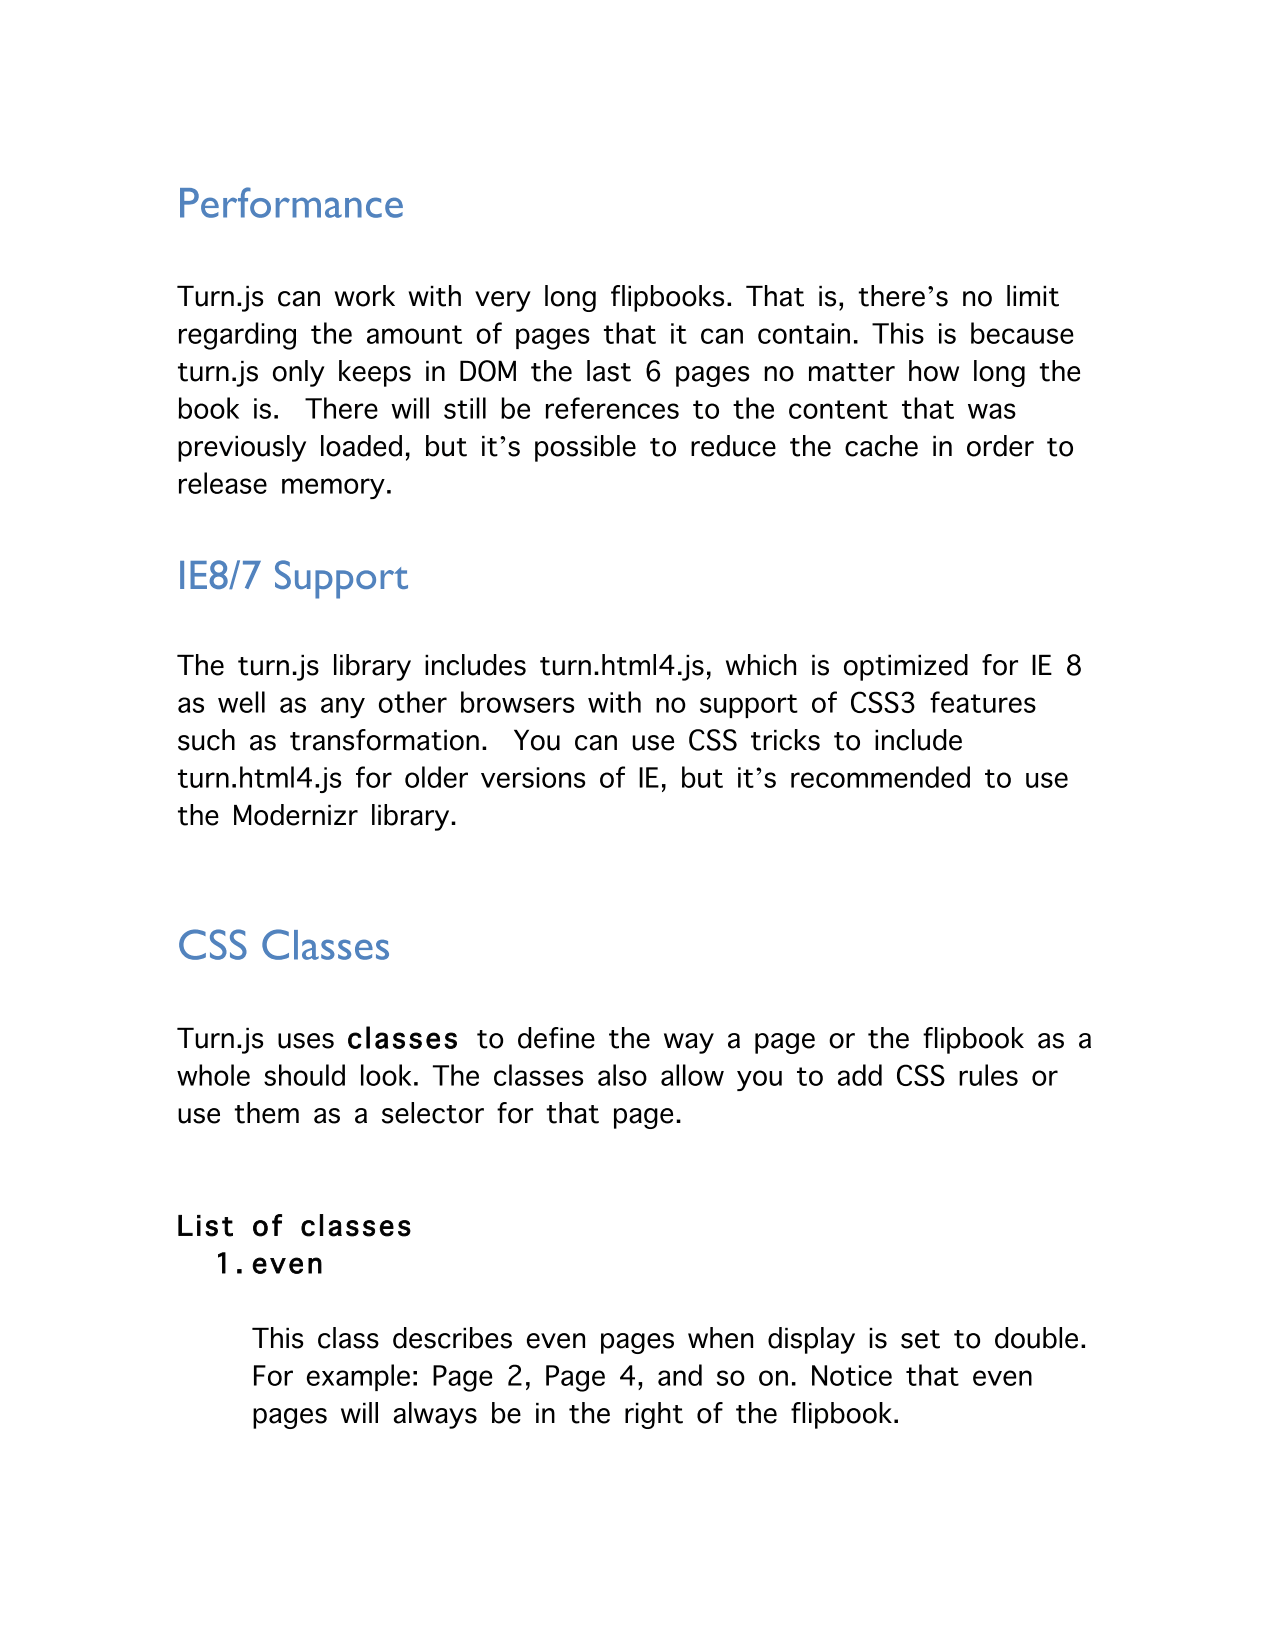 Performance
Turn.js can work with very long flipbooks. That is, there’s no limit
regarding the amount of pages that it can contain. This is because
turn.js only keeps in DOM the last 6 pages no matter how long the
book is.  There will still be references to the content that was
previously loaded, but it’s possible to reduce the cache in order to
release memory.
IE8/7 Support
The turn.js library includes turn.html4.js, which is optimized for IE 8
as well as any other browsers with no support of CSS3 features
such as transformation.  You can use CSS tricks to include
turn.html4.js for older versions of IE, but it’s recommended to use
the Modernizr library.
CSS Classes
Turn.js uses classes to define the way a page or the flipbook as a
whole should look. The classes also allow you to add CSS rules or
use them as a selector for that page.
List of classes
1. even
This class describes even pages when display is set to double.
For example: Page 2, Page 4, and so on. Notice that even
pages will always be in the right of the flipbook.